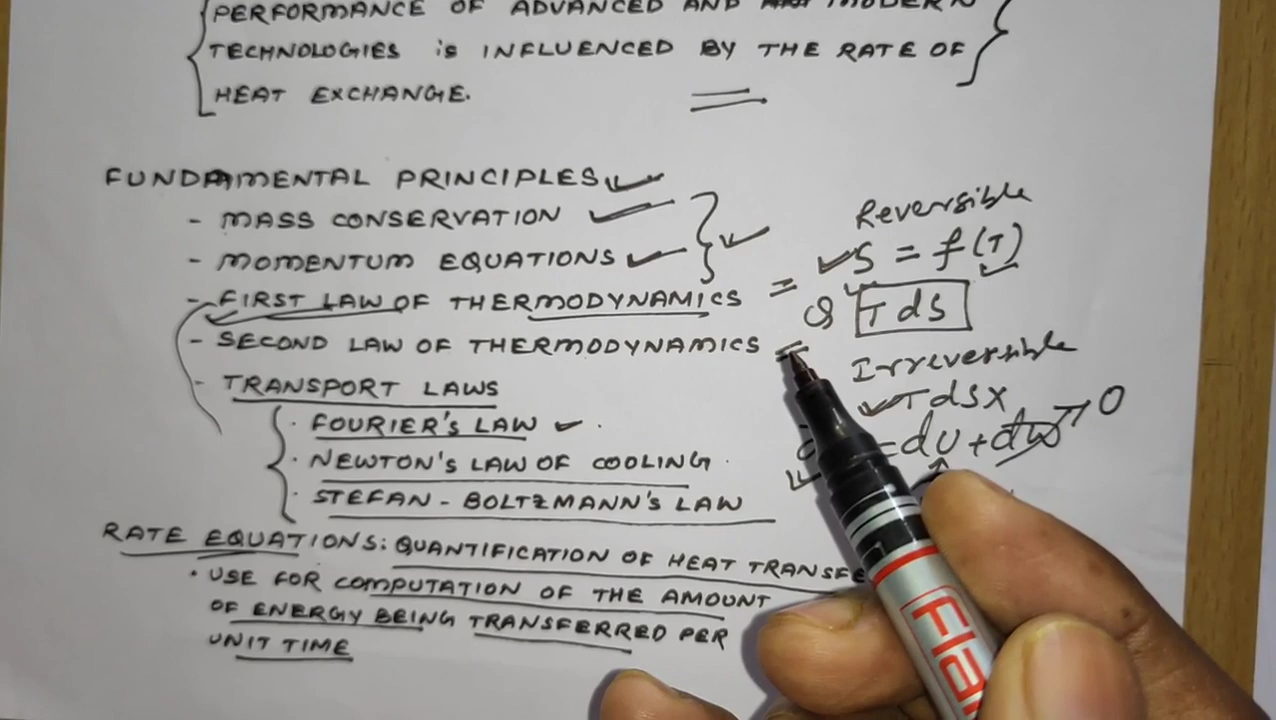 PERFORMANCE OF ADVANCED AND MODERN
TECHNOLOGIES is INFLUENCED BY THE RATE OF
HEAT EXCHANGE.
FUNDAMENTAL PRINCIPLES
- MASS CONSERVATION
- MOMENTUM EQUATIONS
- FIRST LAW OF THERMODYNAMICS =
- SECOND LAW OF THERMODYNAMICS =
- TRANSPORT LAWS
· FOURIER'S LAW
· NEWTON'S LAW OF COOLING
· STEFAN - BOLTZMANN'S LAW
RATE EQUATIONS: QUANTIFICATION OF HEAT TRANSFE
· USE FOR COMPUTATION OF THE AMOUNT
OF ENERGY BEING TRANSFERRED PER
UNIT TIME
Reversible
S = f(T)
TdS
Irreversible
TdSX
= dU + dW 0
Flai